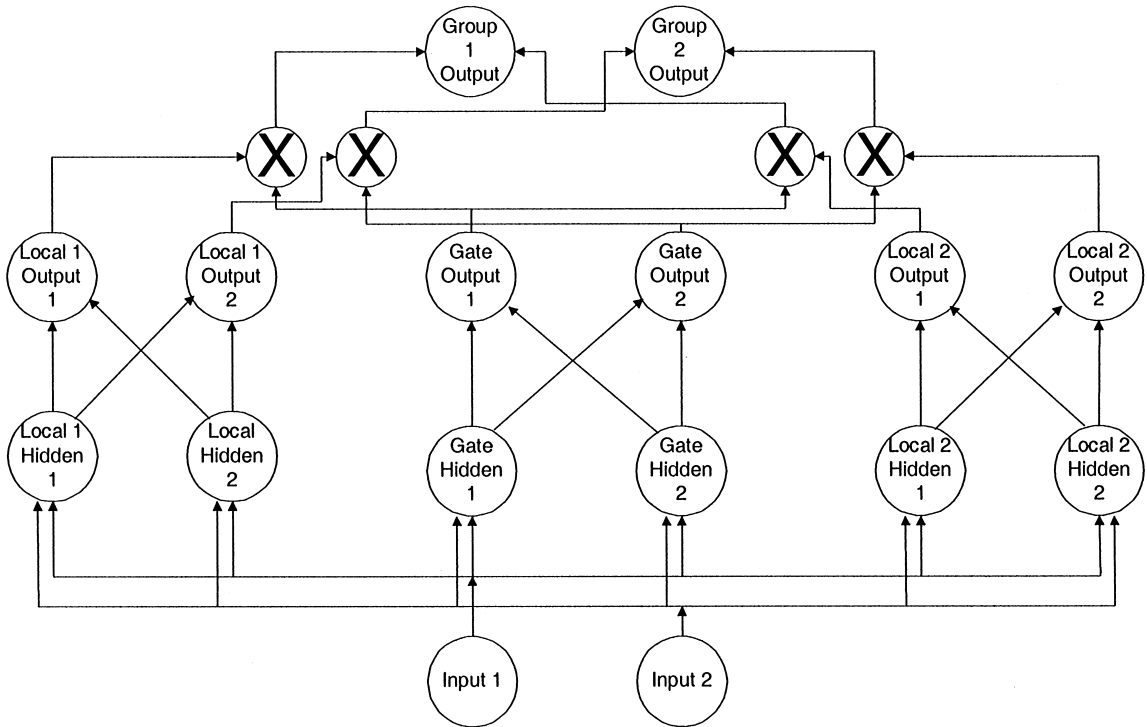 Group
1
Output
Group
2
Output
X
X
X
X
Local 1
Output
1
Local 1
Output
2
Gate
Output
1
Gate
Output
2
Local 2
Output
1
Local 2
Output
2
Local 1
Hidden
1
Local
Hidden
2
Gate
Hidden
1
Gate
Hidden
2
Local 2
Hidden
1
Local 2
Hidden
2
Input 1
Input 2